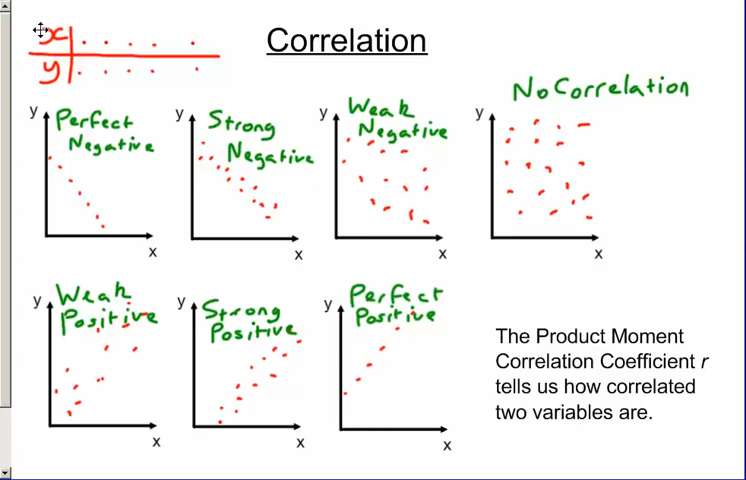 x
y
Correlation
y
Perfect
Negative
x
y
Strong
Negative
x
y
Weak
Negative
x
y
No Correlation
x
y
Weak
Positive
x
y
Strong
Positive
x
y
Perfect
Positive
x
The Product Moment
Correlation Coefficient r
tells us how correlated
two variables are.